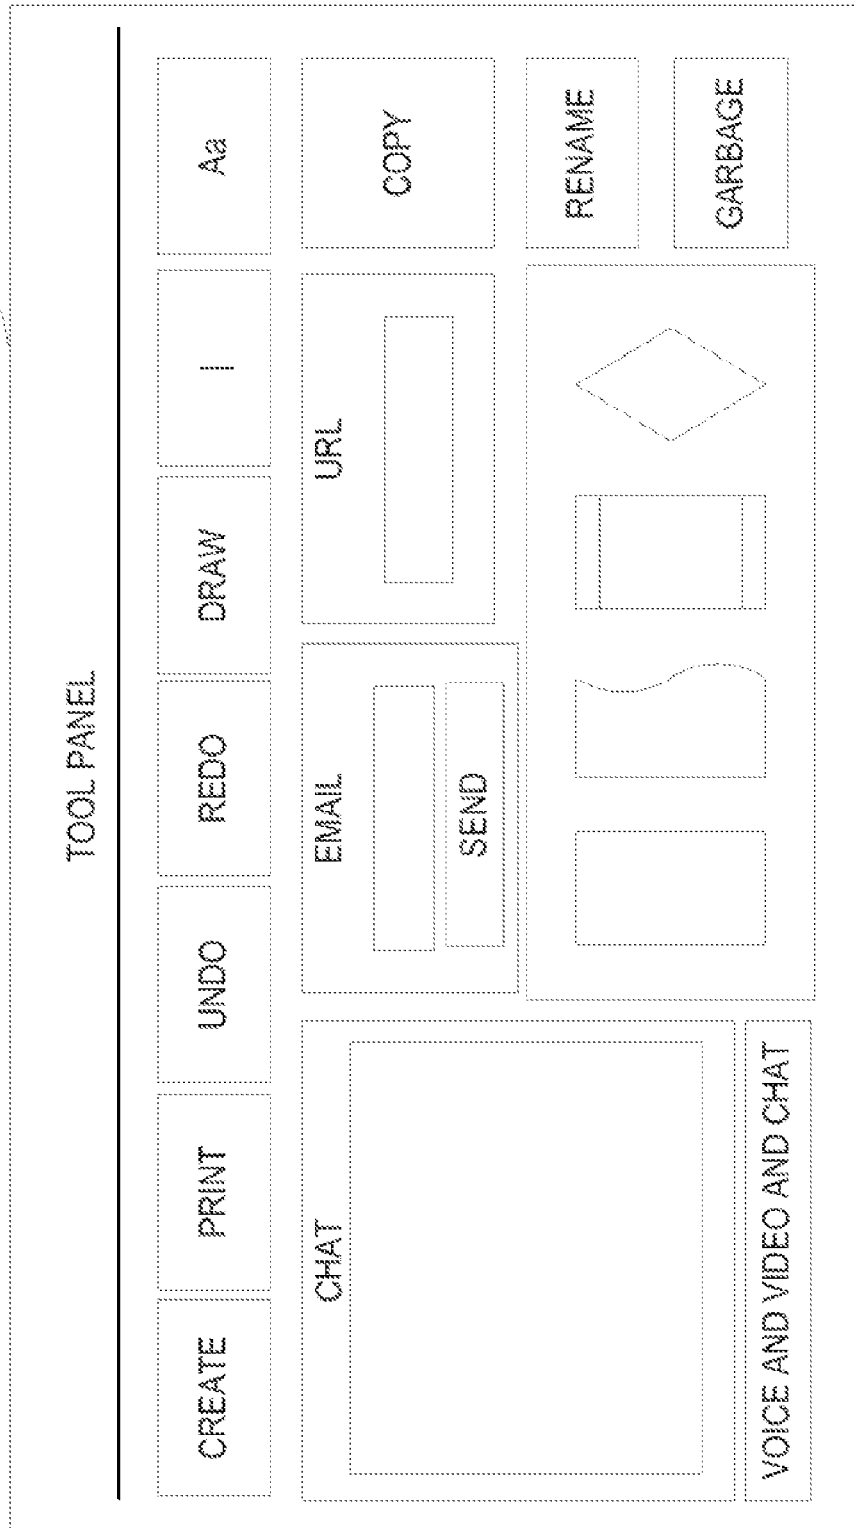 TOOL PANEL
CREATE
PRINT
UNDO
REDO
DRAW
Aa
CHAT
EMAIL
SEND
URL
COPY
RENAME
GARBAGE
VOICE AND VIDEO AND CHAT